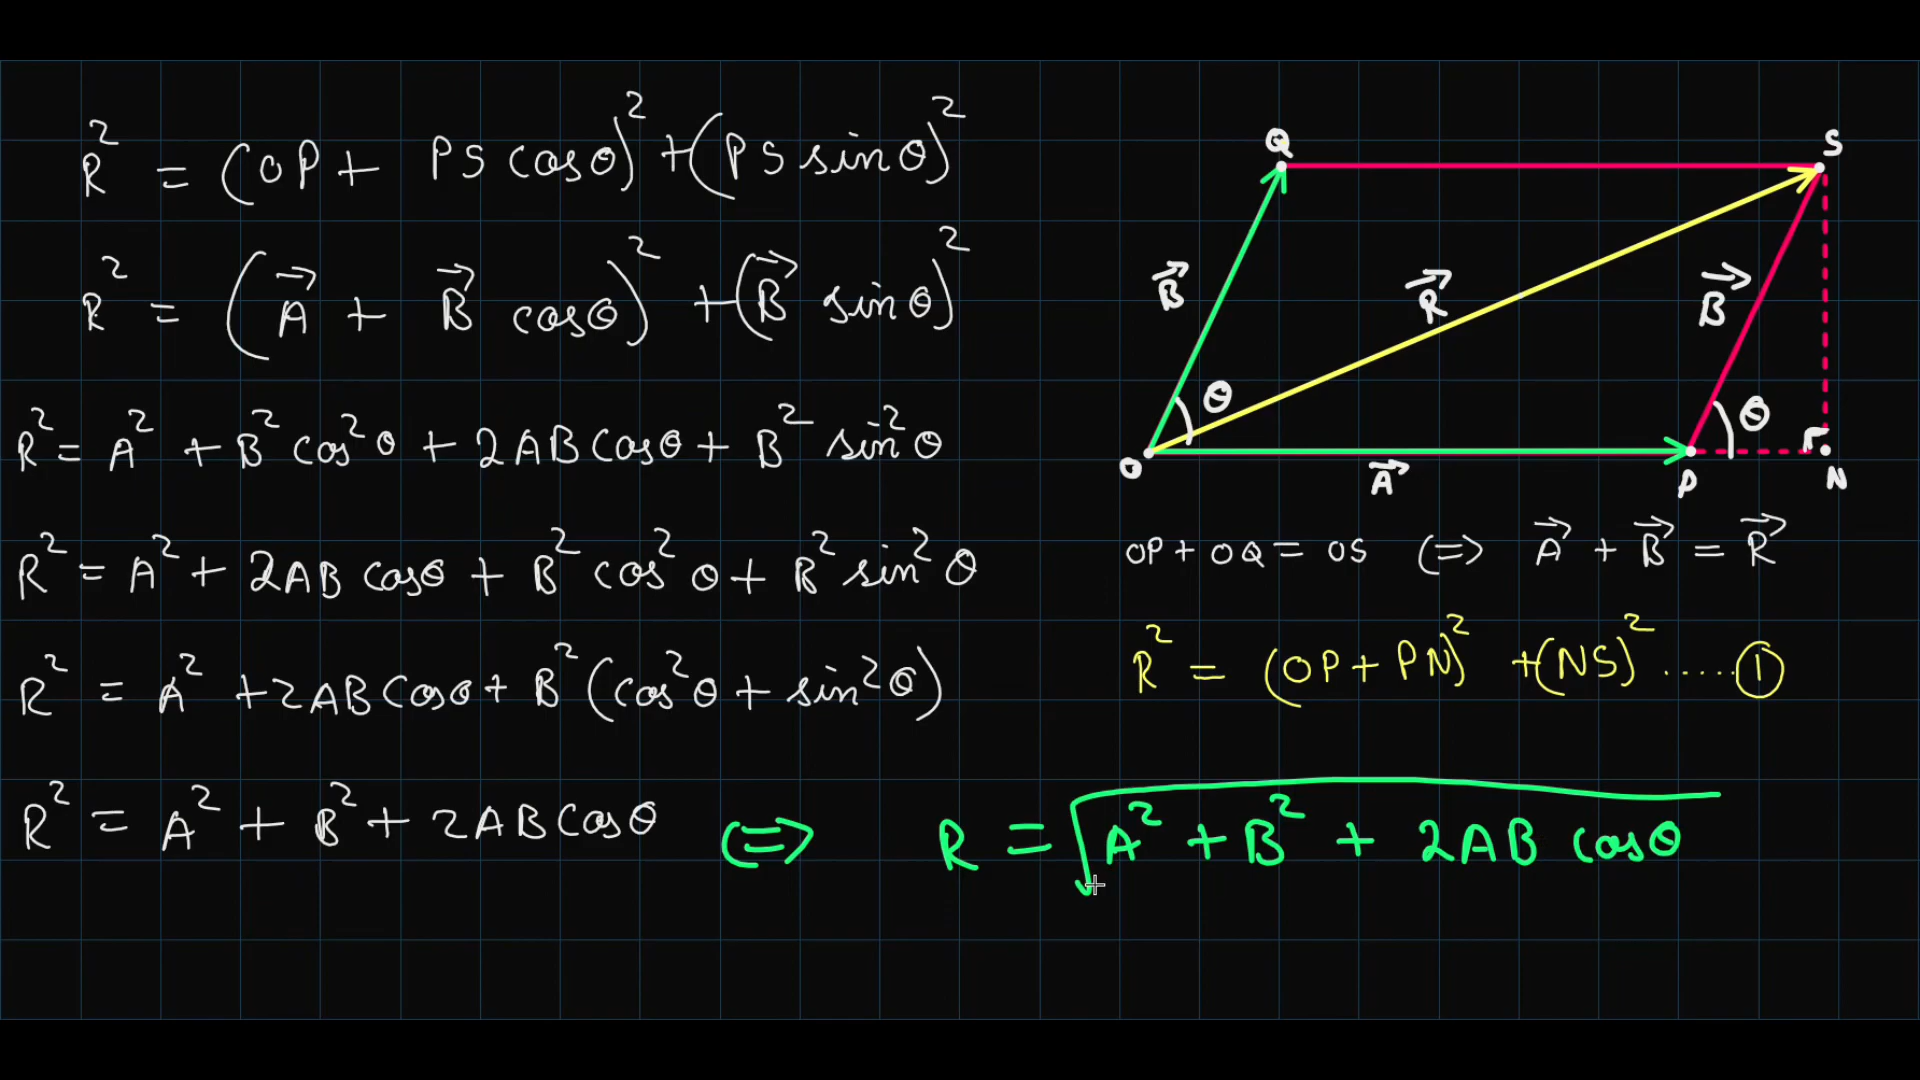 R² = (OP + PS cosθ)² + (PS sinθ)²
R² = (A⃗ + B⃗ cosθ)² + (B⃗ sinθ)²
R² = A² + B² cos²θ + 2AB cosθ + B² sin²θ
R² = A² + 2AB cosθ + B² cos²θ + B² sin²θ
R² = A² + 2AB cosθ + B² (cos²θ + sin²θ)
R² = A² + B² + 2AB cosθ <=> R = √(A² + B² + 2AB cosθ)
Q S
B⃗ R⃗ B⃗
θ θ
O A⃗ P N
OP + OQ = OS <=> A⃗ + B⃗ = R⃗
R² = (OP + PN)² + (NS)² ..... ①